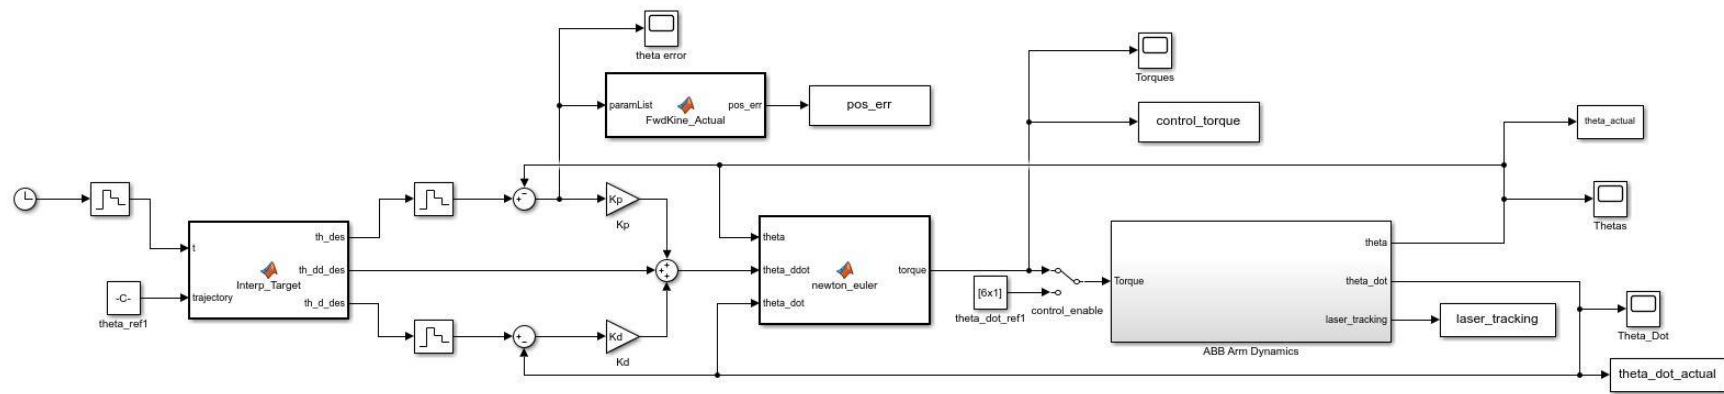 theta error
Torques
paramList
pos_err
FwdKine_Actual
pos_err
control_torque
theta_actual
Kp
Kp
Thetas
t
th_des
th_dd_des
th_d_des
trajectory
Interp_Target
-C-
theta_ref1
theta
theta_ddot
theta_dot
torque
newton_euler
[6x1]
theta_dot_ref1
control_enable
Torque
theta
theta_dot
laser_tracking
ABB Arm Dynamics
laser_tracking
Theta_Dot
Kd
Kd
theta_dot_actual